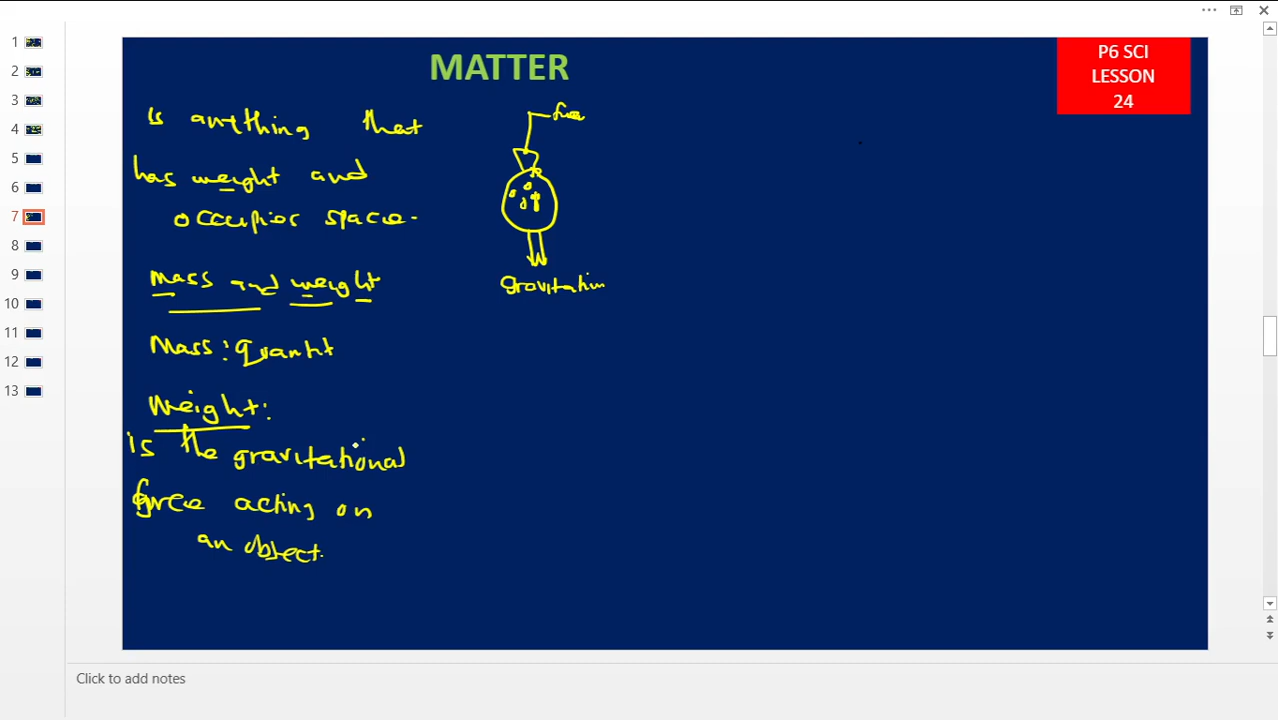 1
2
3
4
5
6
7
8
9
10
11
12
13
MATTER
P6 SCI
LESSON
24
is anything that
has weight and
occupier space.
Mass and weight
Mass: quantit
Weight:
is the gravitational
force acting on
an object.
gravitation
Click to add notes